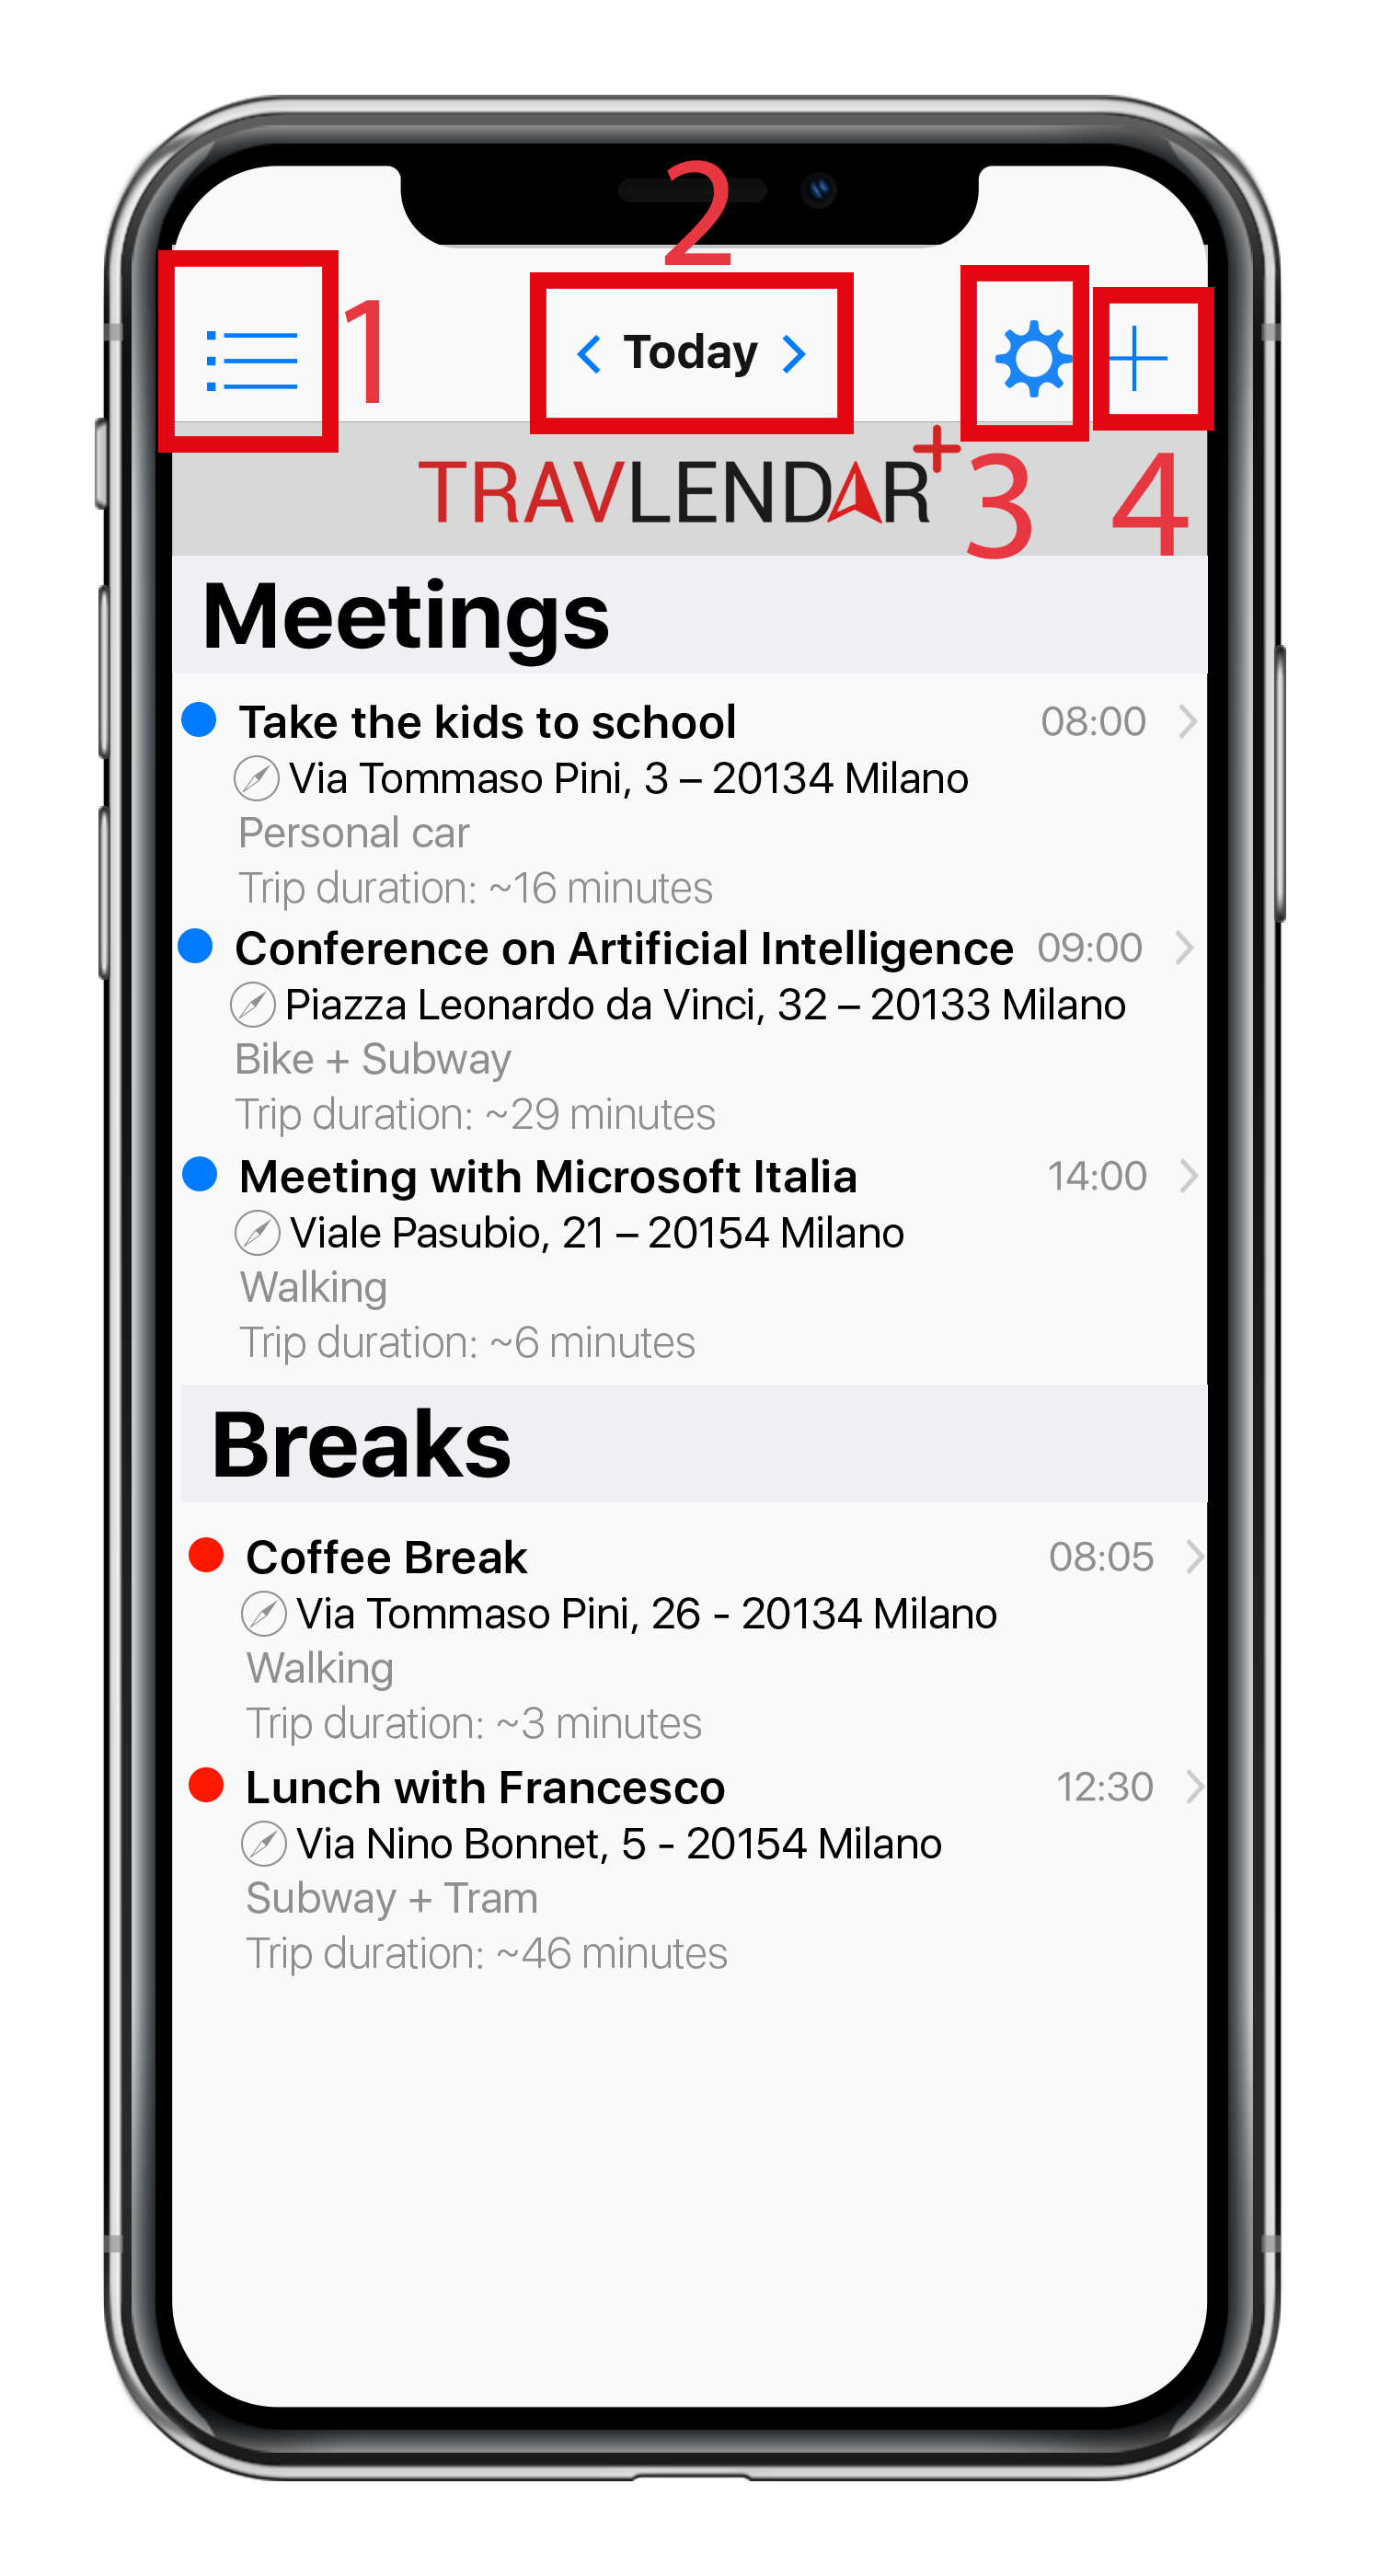 2
1
Today
TRAVLENDAR+
3
4
Meetings
Take the kids to school 08:00
Via Tommaso Pini, 3 – 20134 Milano
Personal car
Trip duration: ~16 minutes
Conference on Artificial Intelligence 09:00
Piazza Leonardo da Vinci, 32 – 20133 Milano
Bike + Subway
Trip duration: ~29 minutes
Meeting with Microsoft Italia 14:00
Viale Pasubio, 21 – 20154 Milano
Walking
Trip duration: ~6 minutes
Breaks
Coffee Break 08:05
Via Tommaso Pini, 26 - 20134 Milano
Walking
Trip duration: ~3 minutes
Lunch with Francesco 12:30
Via Nino Bonnet, 5 - 20154 Milano
Subway + Tram
Trip duration: ~46 minutes